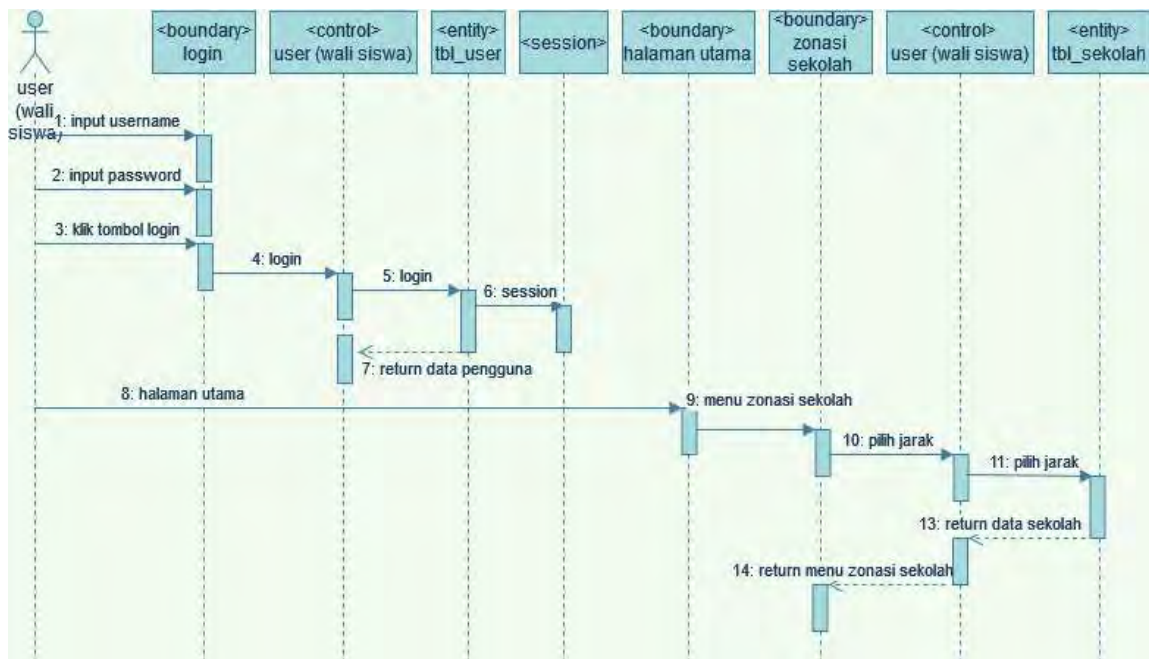 <boundary>
login
<control>
user (wali siswa)
<entity>
tbl_user
<session>
<boundary>
halaman utama
<boundary>
zonasi
sekolah
<control>
user (wali siswa)
<entity>
tbl_sekolah
user
(wali
siswa)
1: input username
2: input password
3: klik tombol login
4: login
5: login
6: session
7: return data pengguna
8: halaman utama
9: menu zonasi sekolah
10: pilih jarak
11: pilih jarak
13: return data sekolah
14: return menu zonasi sekolah